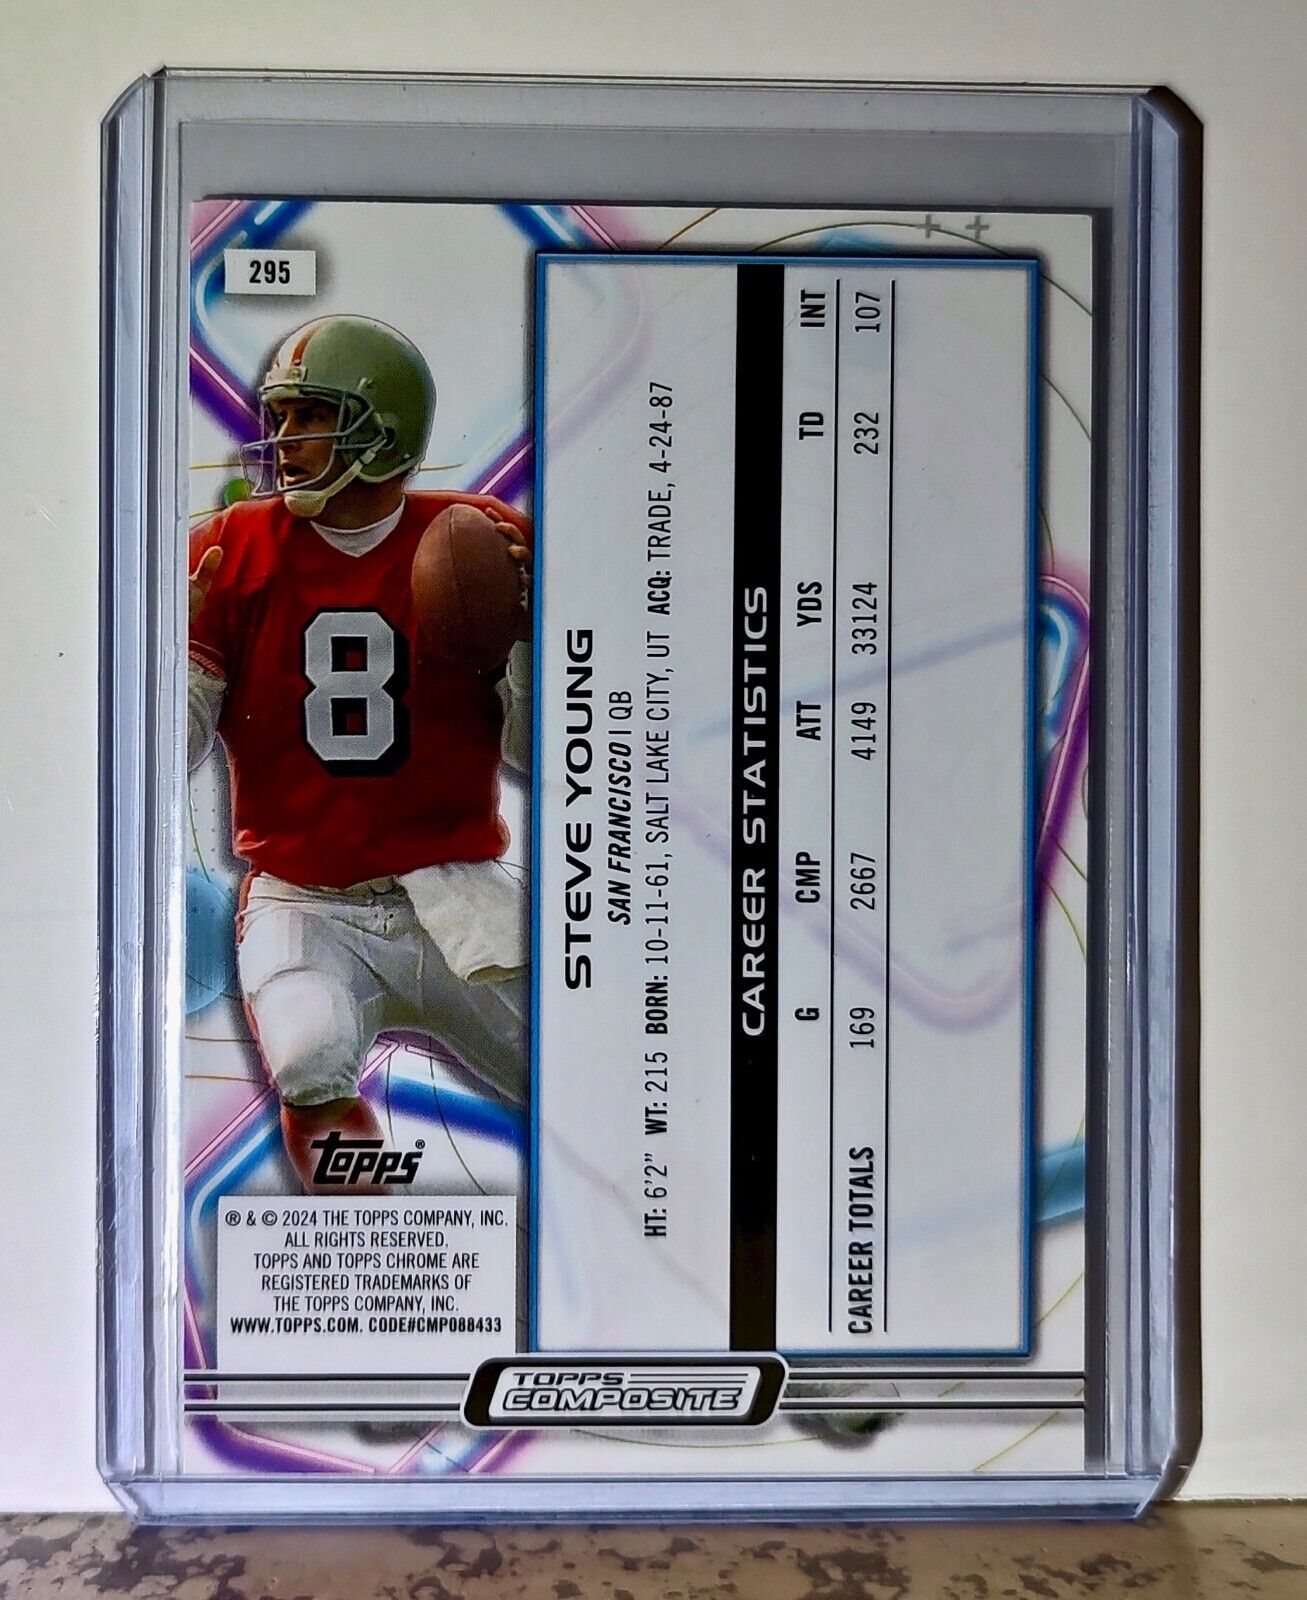 295
8
STEVE YOUNG
SAN FRANCISCO | QB
HT: 6'2" WT: 215 BORN: 10-11-61, SALT LAKE CITY, UT ACQ: TRADE, 4-24-87
CAREER STATISTICS
G CMP ATT YDS TD INT
CAREER TOTALS 169 2667 4149 33124 232 107
topps®
® & © 2024 THE TOPPS COMPANY, INC.
ALL RIGHTS RESERVED.
TOPPS AND TOPPS CHROME ARE
REGISTERED TRADEMARKS OF
THE TOPPS COMPANY, INC.
WWW.TOPPS.COM. CODE#CMP088433
TOPPS
COMPOSITE